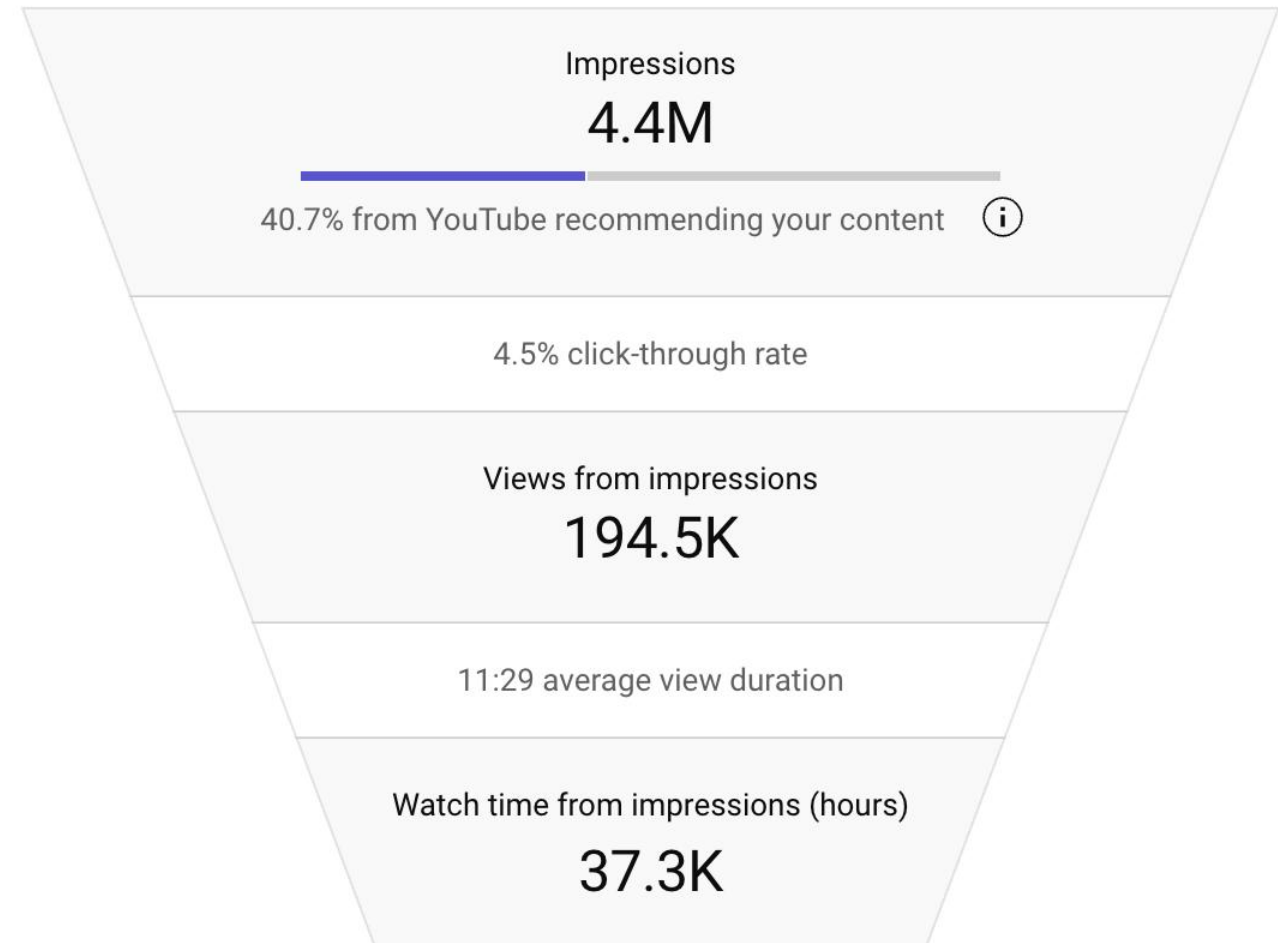 Impressions
4.4M
40.7% from YouTube recommending your content
4.5% click-through rate
Views from impressions
194.5K
11:29 average view duration
Watch time from impressions (hours)
37.3K